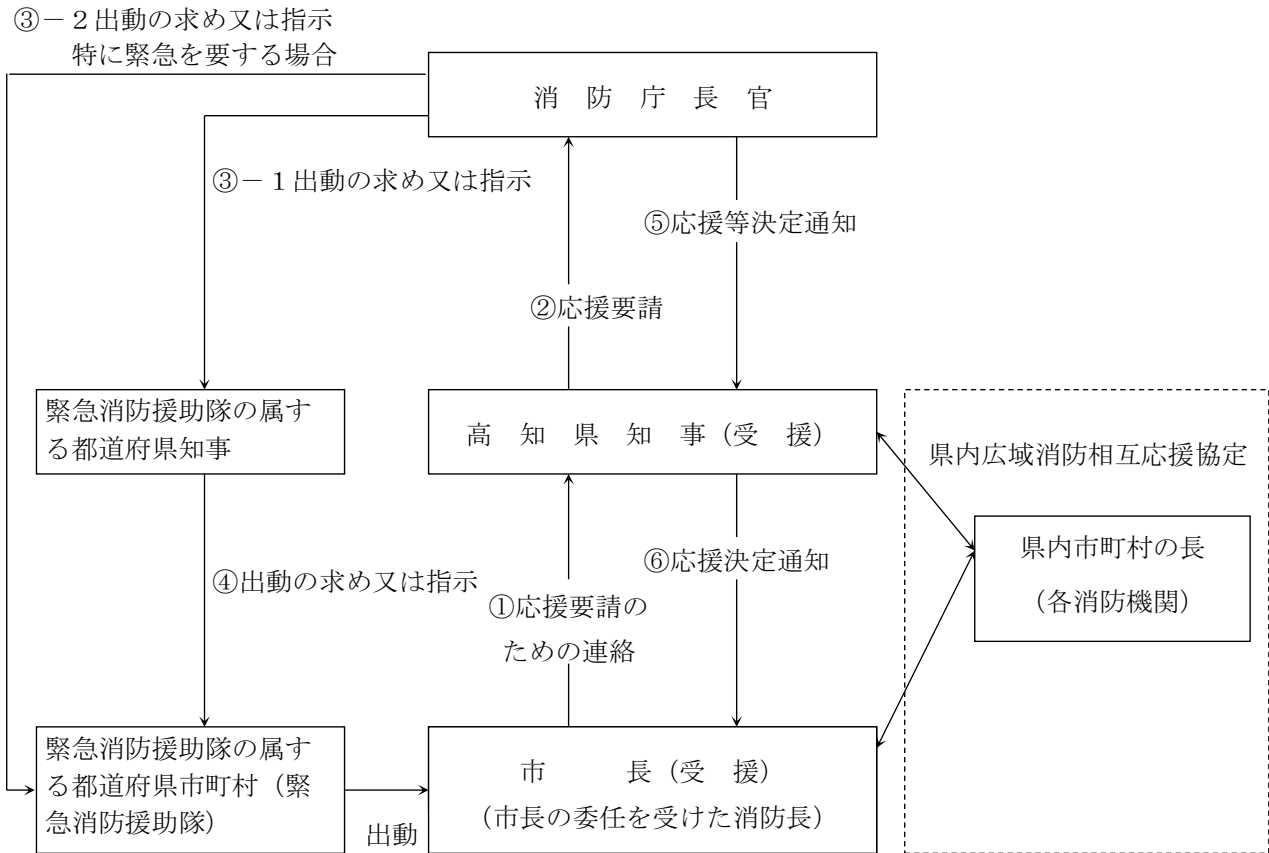 ③－２出動の求め又は指示
特に緊急を要する場合
消　防　庁　長　官
③－１出動の求め又は指示
⑤応援等決定通知
②応援要請
緊急消防援助隊の属す
る都道府県知事
高　知　県　知　事（受　援）
県内広域消防相互応援協定
県内市町村の長
（各消防機関）
④出動の求め又は指示
⑥応援決定通知
①応援要請の
ための連絡
緊急消防援助隊の属す
る都道府県市町村（緊
急消防援助隊）
出動
市　　　長（受　援）
（市長の委任を受けた消防長）